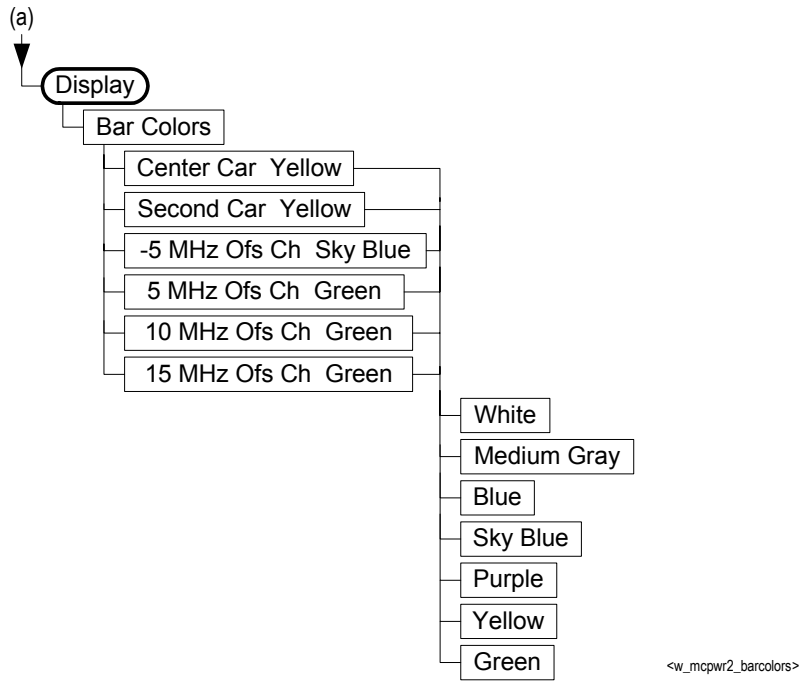 (a)
Display
Bar Colors
Center Car Yellow
Second Car Yellow
-5 MHz Ofs Ch Sky Blue
5 MHz Ofs Ch Green
10 MHz Ofs Ch Green
15 MHz Ofs Ch Green
White
Medium Gray
Blue
Sky Blue
Purple
Yellow
Green
<w_mcpwr2_barcolors>